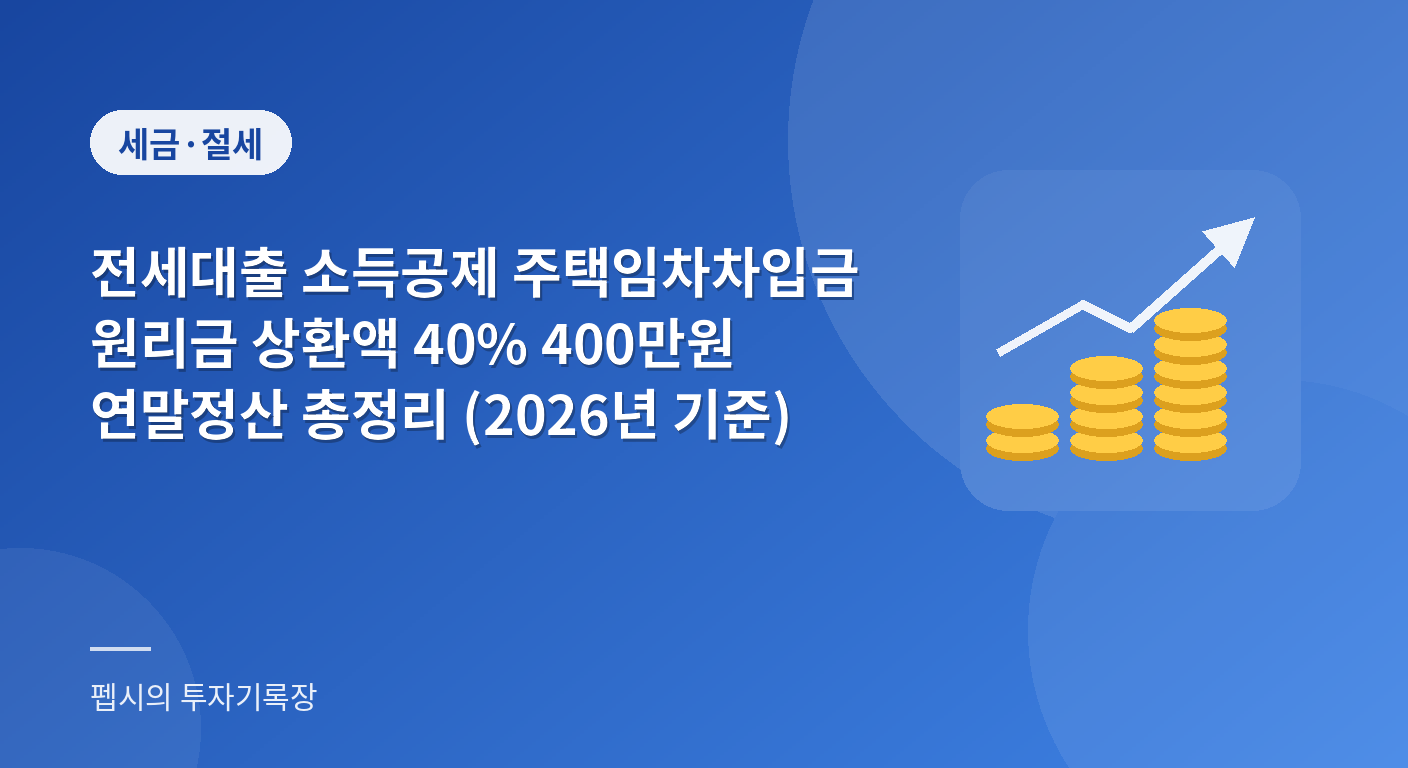 세금·절세
전세대출 소득공제 주택임차차입금
원리금 상환액 40% 400만원
연말정산 총정리 (2026년 기준)
펩시의 투자기록장